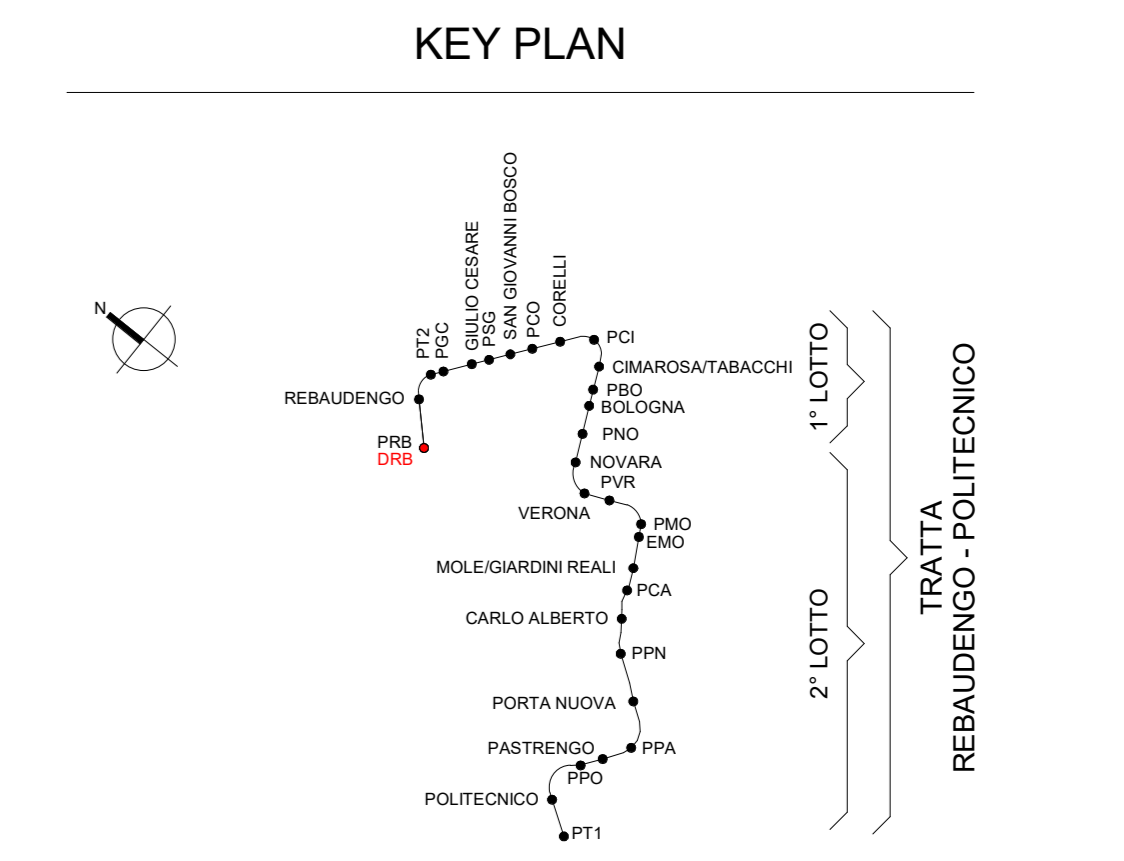 KEY PLAN
N
PT2
PGC
GIULIO CESARE
PSG
SAN GIOVANNI BOSCO
PCO
CORELLI
PCI
CIMAROSA/TABACCHI
REBAUDENGO
PBO
BOLOGNA
PRB
DRB
PNO
NOVARA
PVR
VERONA
PMO
EMO
MOLE/GIARDINI REALI
PCA
CARLO ALBERTO
PPN
PORTA NUOVA
PASTRENGO
PPA
PPO
POLITECNICO
PT1
1° LOTTO
2° LOTTO
TRATTA
REBAUDENGO - POLITECNICO